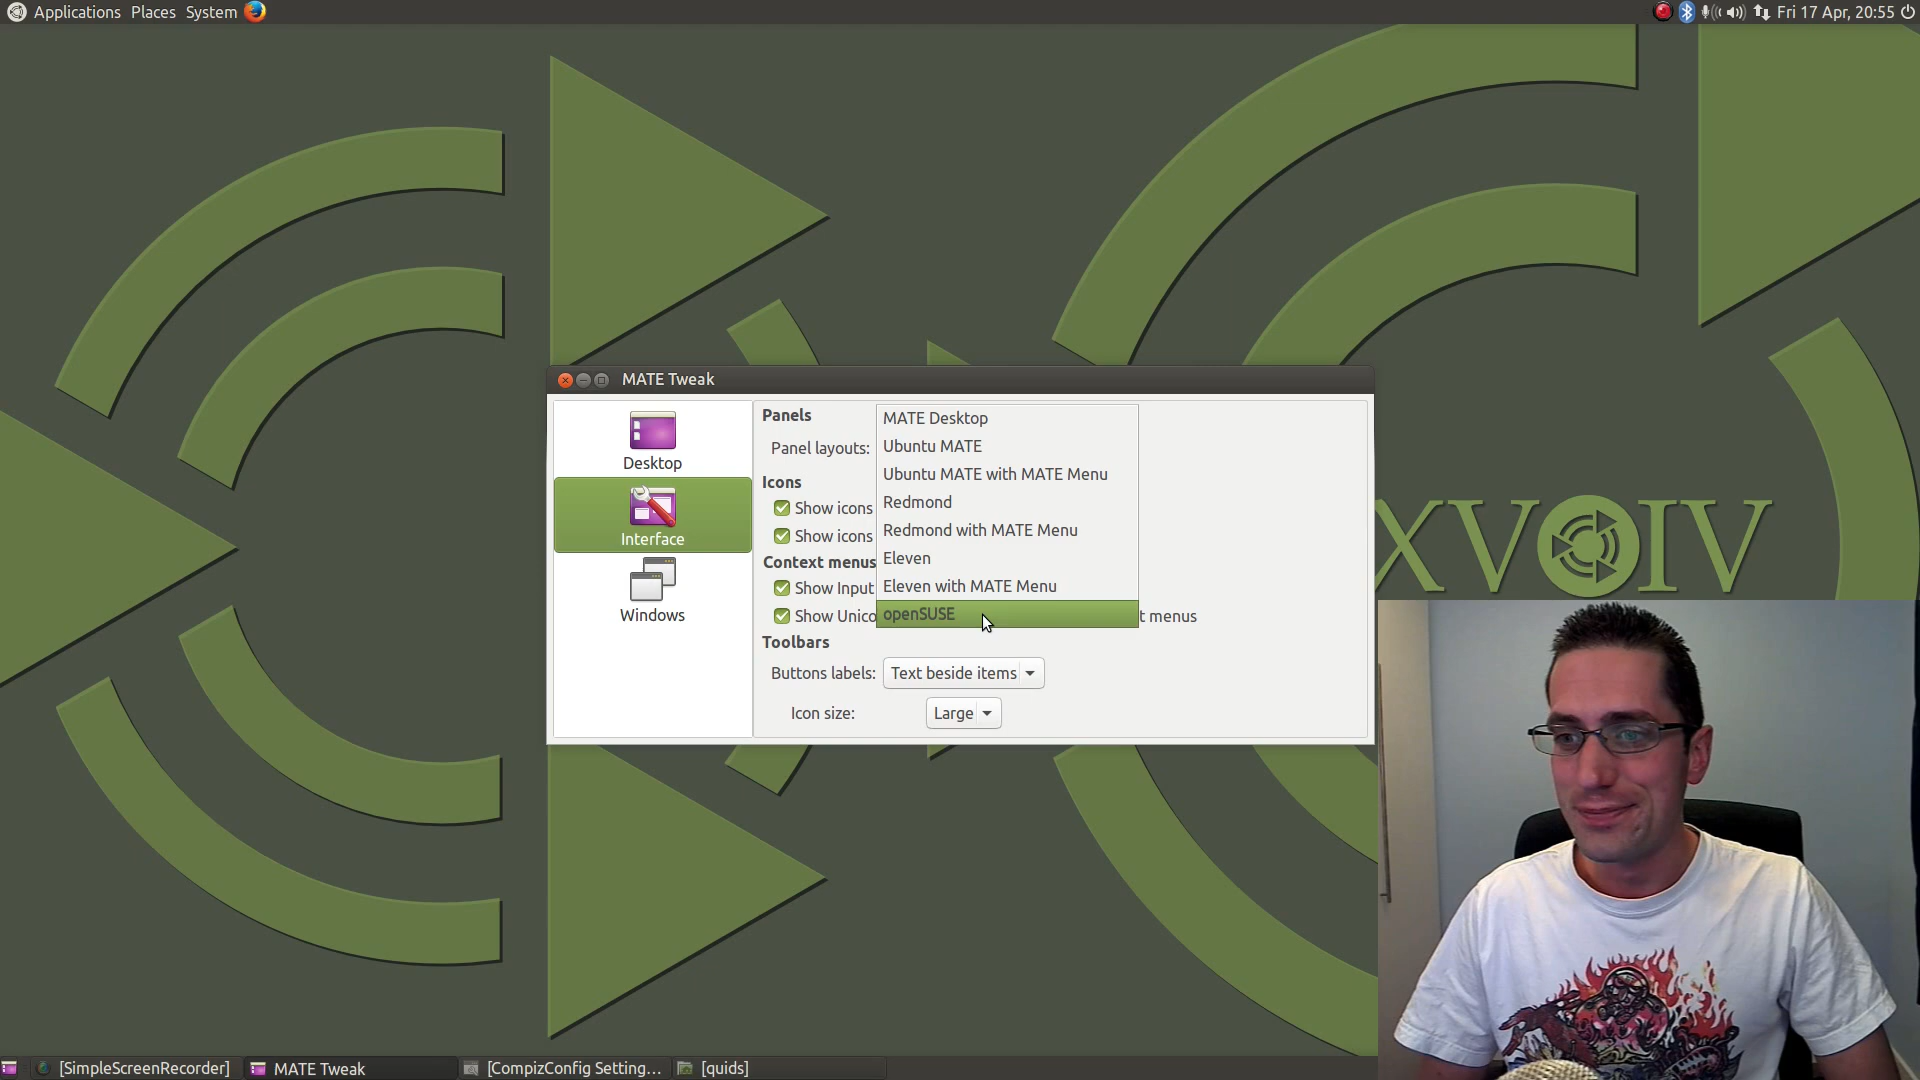 Applications Places System
Fri 17 Apr, 20:55
MATE Tweak
Desktop
Interface
Windows
Panels
Panel layouts:
MATE Desktop
Ubuntu MATE
Ubuntu MATE with MATE Menu
Redmond
Redmond with MATE Menu
Eleven
Eleven with MATE Menu
openSUSE
Icons
Show icons
Show icons
Context menus
Show Input
Show Unico
t menus
Toolbars
Buttons labels: Text beside items
Icon size: Large
XVOIV
[SimpleScreenRecorder]
MATE Tweak
[CompizConfig Setting...
[quids]